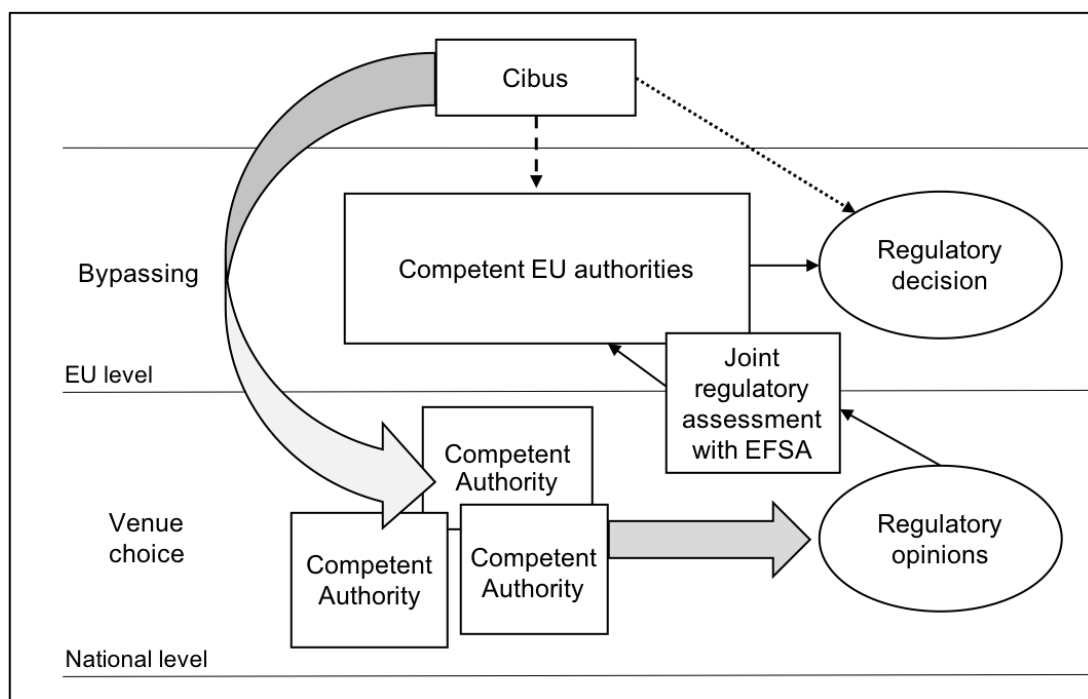 Cibus
Bypassing
Competent EU authorities
Regulatory
decision
EU level
Joint
regulatory
assessment
with EFSA
Venue
choice
Competent
Authority
Competent
Authority
Competent
Authority
Regulatory
opinions
National level